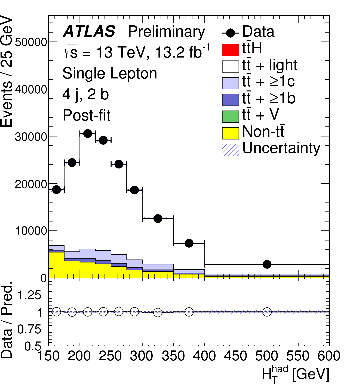 ATLAS Preliminary
√s = 13 TeV, 13.2 fb⁻¹
Single Lepton
4 j, 2 b
Post-fit
Data
tt̄H
tt̄ + light
tt̄ + ≥1c
tt̄ + ≥1b
tt̄ + V
Non-tt̄
Uncertainty
Events / 25 GeV
50000
40000
30000
20000
10000
0
Data / Pred.
1.25
1
0.75
0.5
150 200 250 300 350 400 450 500 550 600
H_T^had [GeV]